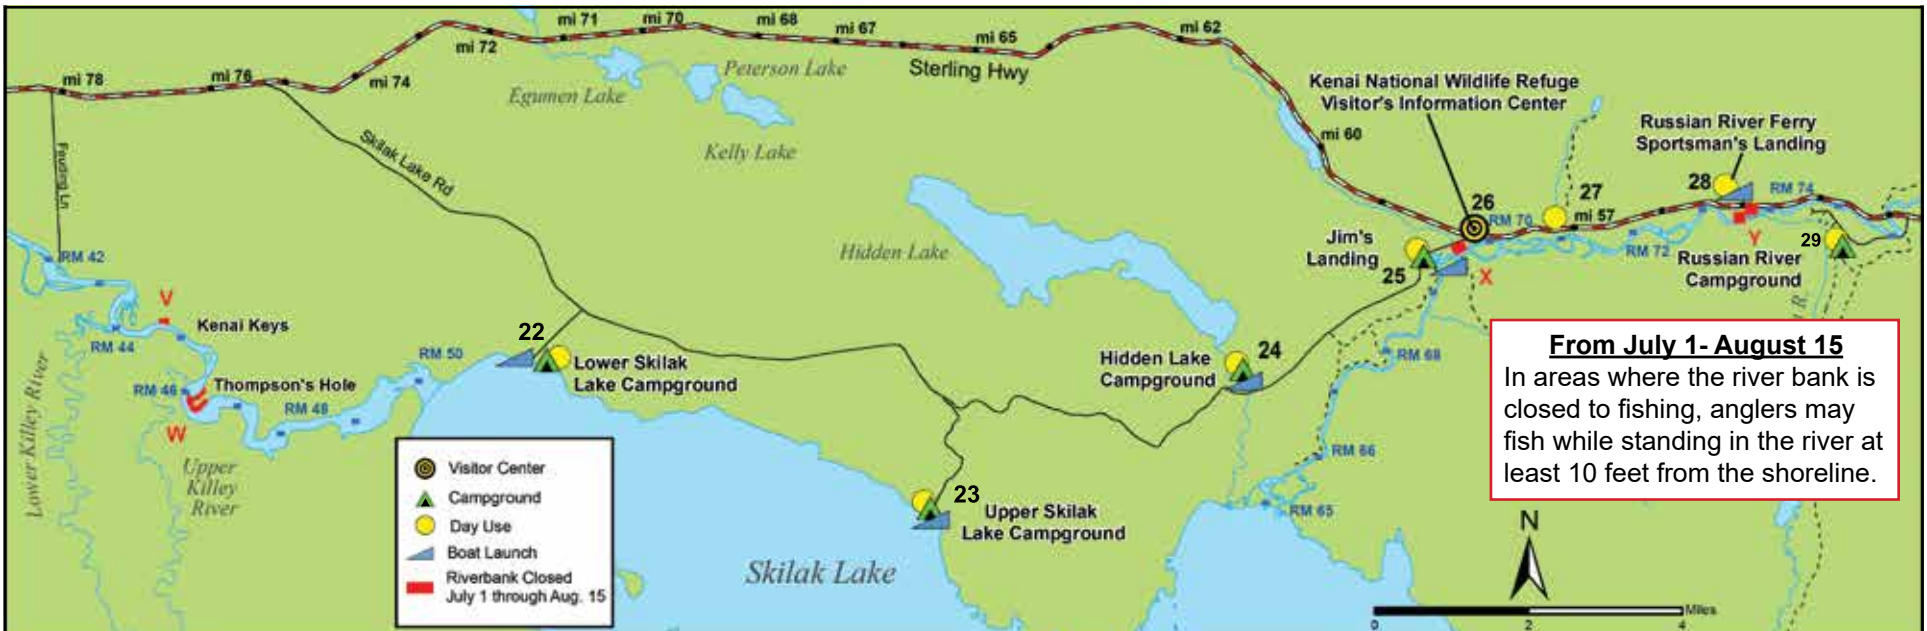 mi 78
mi 76
mi 74
mi 72
mi 71
mi 70
mi 68
mi 67
mi 65
mi 62
Sterling Hwy
Peterson Lake
Egumen Lake
Kelly Lake
Skilak Lake Rd
Feuding Ln
Kenai National Wildlife Refuge
Visitor's Information Center
mi 60
Russian River Ferry
Sportsman's Landing
28
RM 74
27
26
RM 70
mi 57
Jim's
Landing
25
X
RM 72
Y
29
Russian River
Campground
Hidden Lake
RM 42
V
Kenai Keys
RM 44
RM 46
Thompson's Hole
W
RM 48
RM 50
Lower Killey River
Upper
Killey
River
22
Lower Skilak
Lake Campground
Hidden Lake
Campground
24
RM 68
RM 66
RM 65
23
Upper Skilak
Lake Campground
Skilak Lake
Visitor Center
Campground
Day Use
Boat Launch
Riverbank Closed
July 1 through Aug. 15
From July 1- August 15
In areas where the river bank is
closed to fishing, anglers may
fish while standing in the river at
least 10 feet from the shoreline.
N
Miles
0 2 4